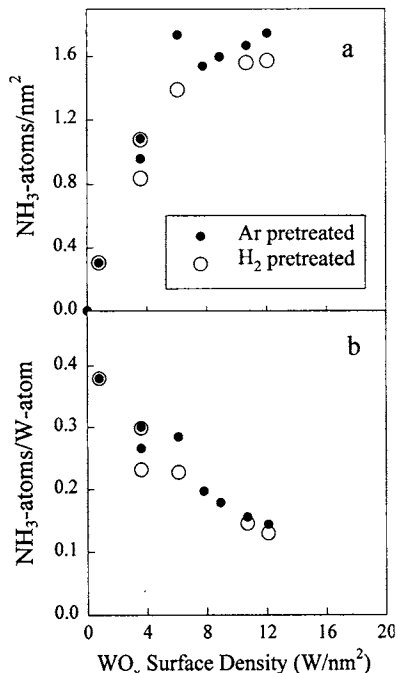 1.6
1.2
0.8
0.4
0.0
NH₃-atoms/nm²
a
Ar pretreated
H₂ pretreated
0.4
0.3
0.2
0.1
0.0
NH₃-atoms/W-atom
b
0 4 8 12 16 20
WOₓ Surface Density (W/nm²)